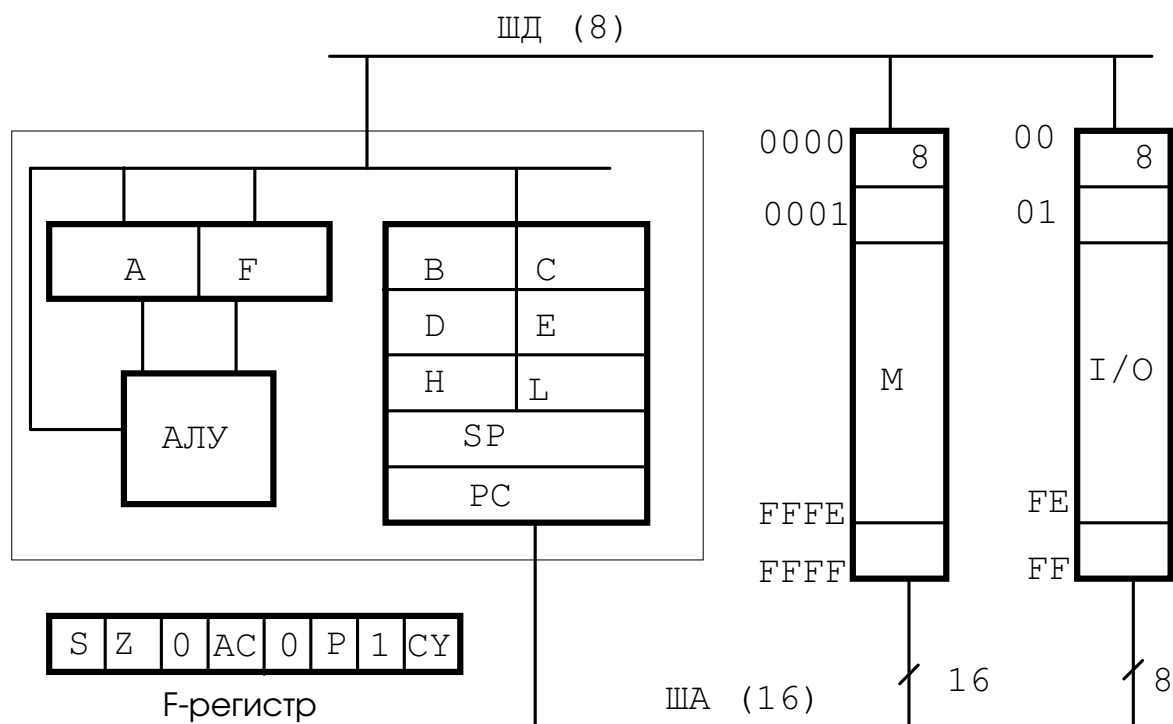 ШД (8)
0000 8 00 8
0001 01
A F B C
D E
H L M I/O
АЛУ SP
PC
FFFE FE
FFFF FF
S Z 0 AC 0 P 1 CY
F-регистр ША (16) 16 8